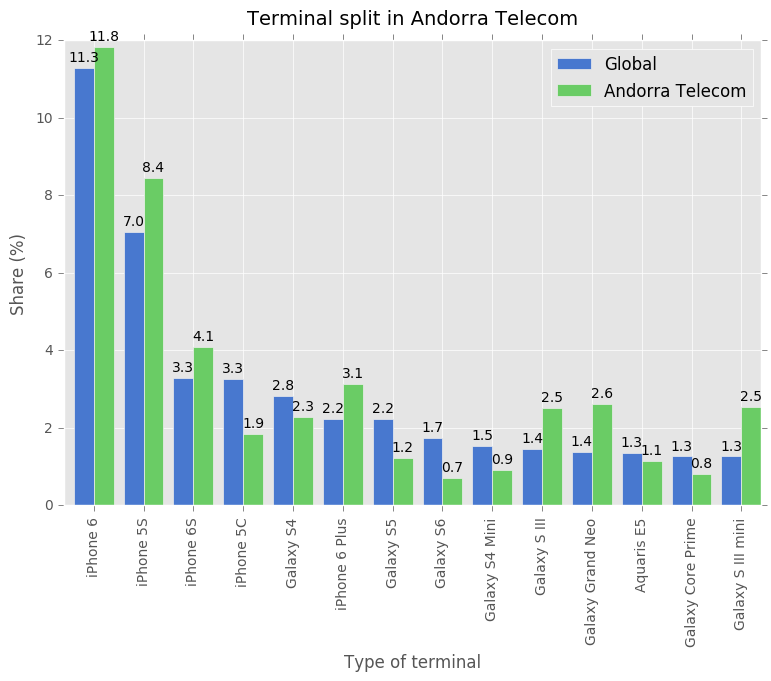 Terminal split in Andorra Telecom
Global
Andorra Telecom
Share (%)
12
10
8
6
4
2
0
11.3
11.8
7.0
8.4
3.3
4.1
3.3
1.9
2.8
2.3
2.2
3.1
2.2
1.2
1.7
0.7
1.5
0.9
1.4
2.5
1.4
2.6
1.3
1.1
1.3
0.8
1.3
2.5
iPhone 6
iPhone 5S
iPhone 6S
iPhone 5C
Galaxy S4
iPhone 6 Plus
Galaxy S5
Galaxy S6
Galaxy S4 Mini
Galaxy S III
Galaxy Grand Neo
Aquaris E5
Galaxy Core Prime
Galaxy S III mini
Type of terminal